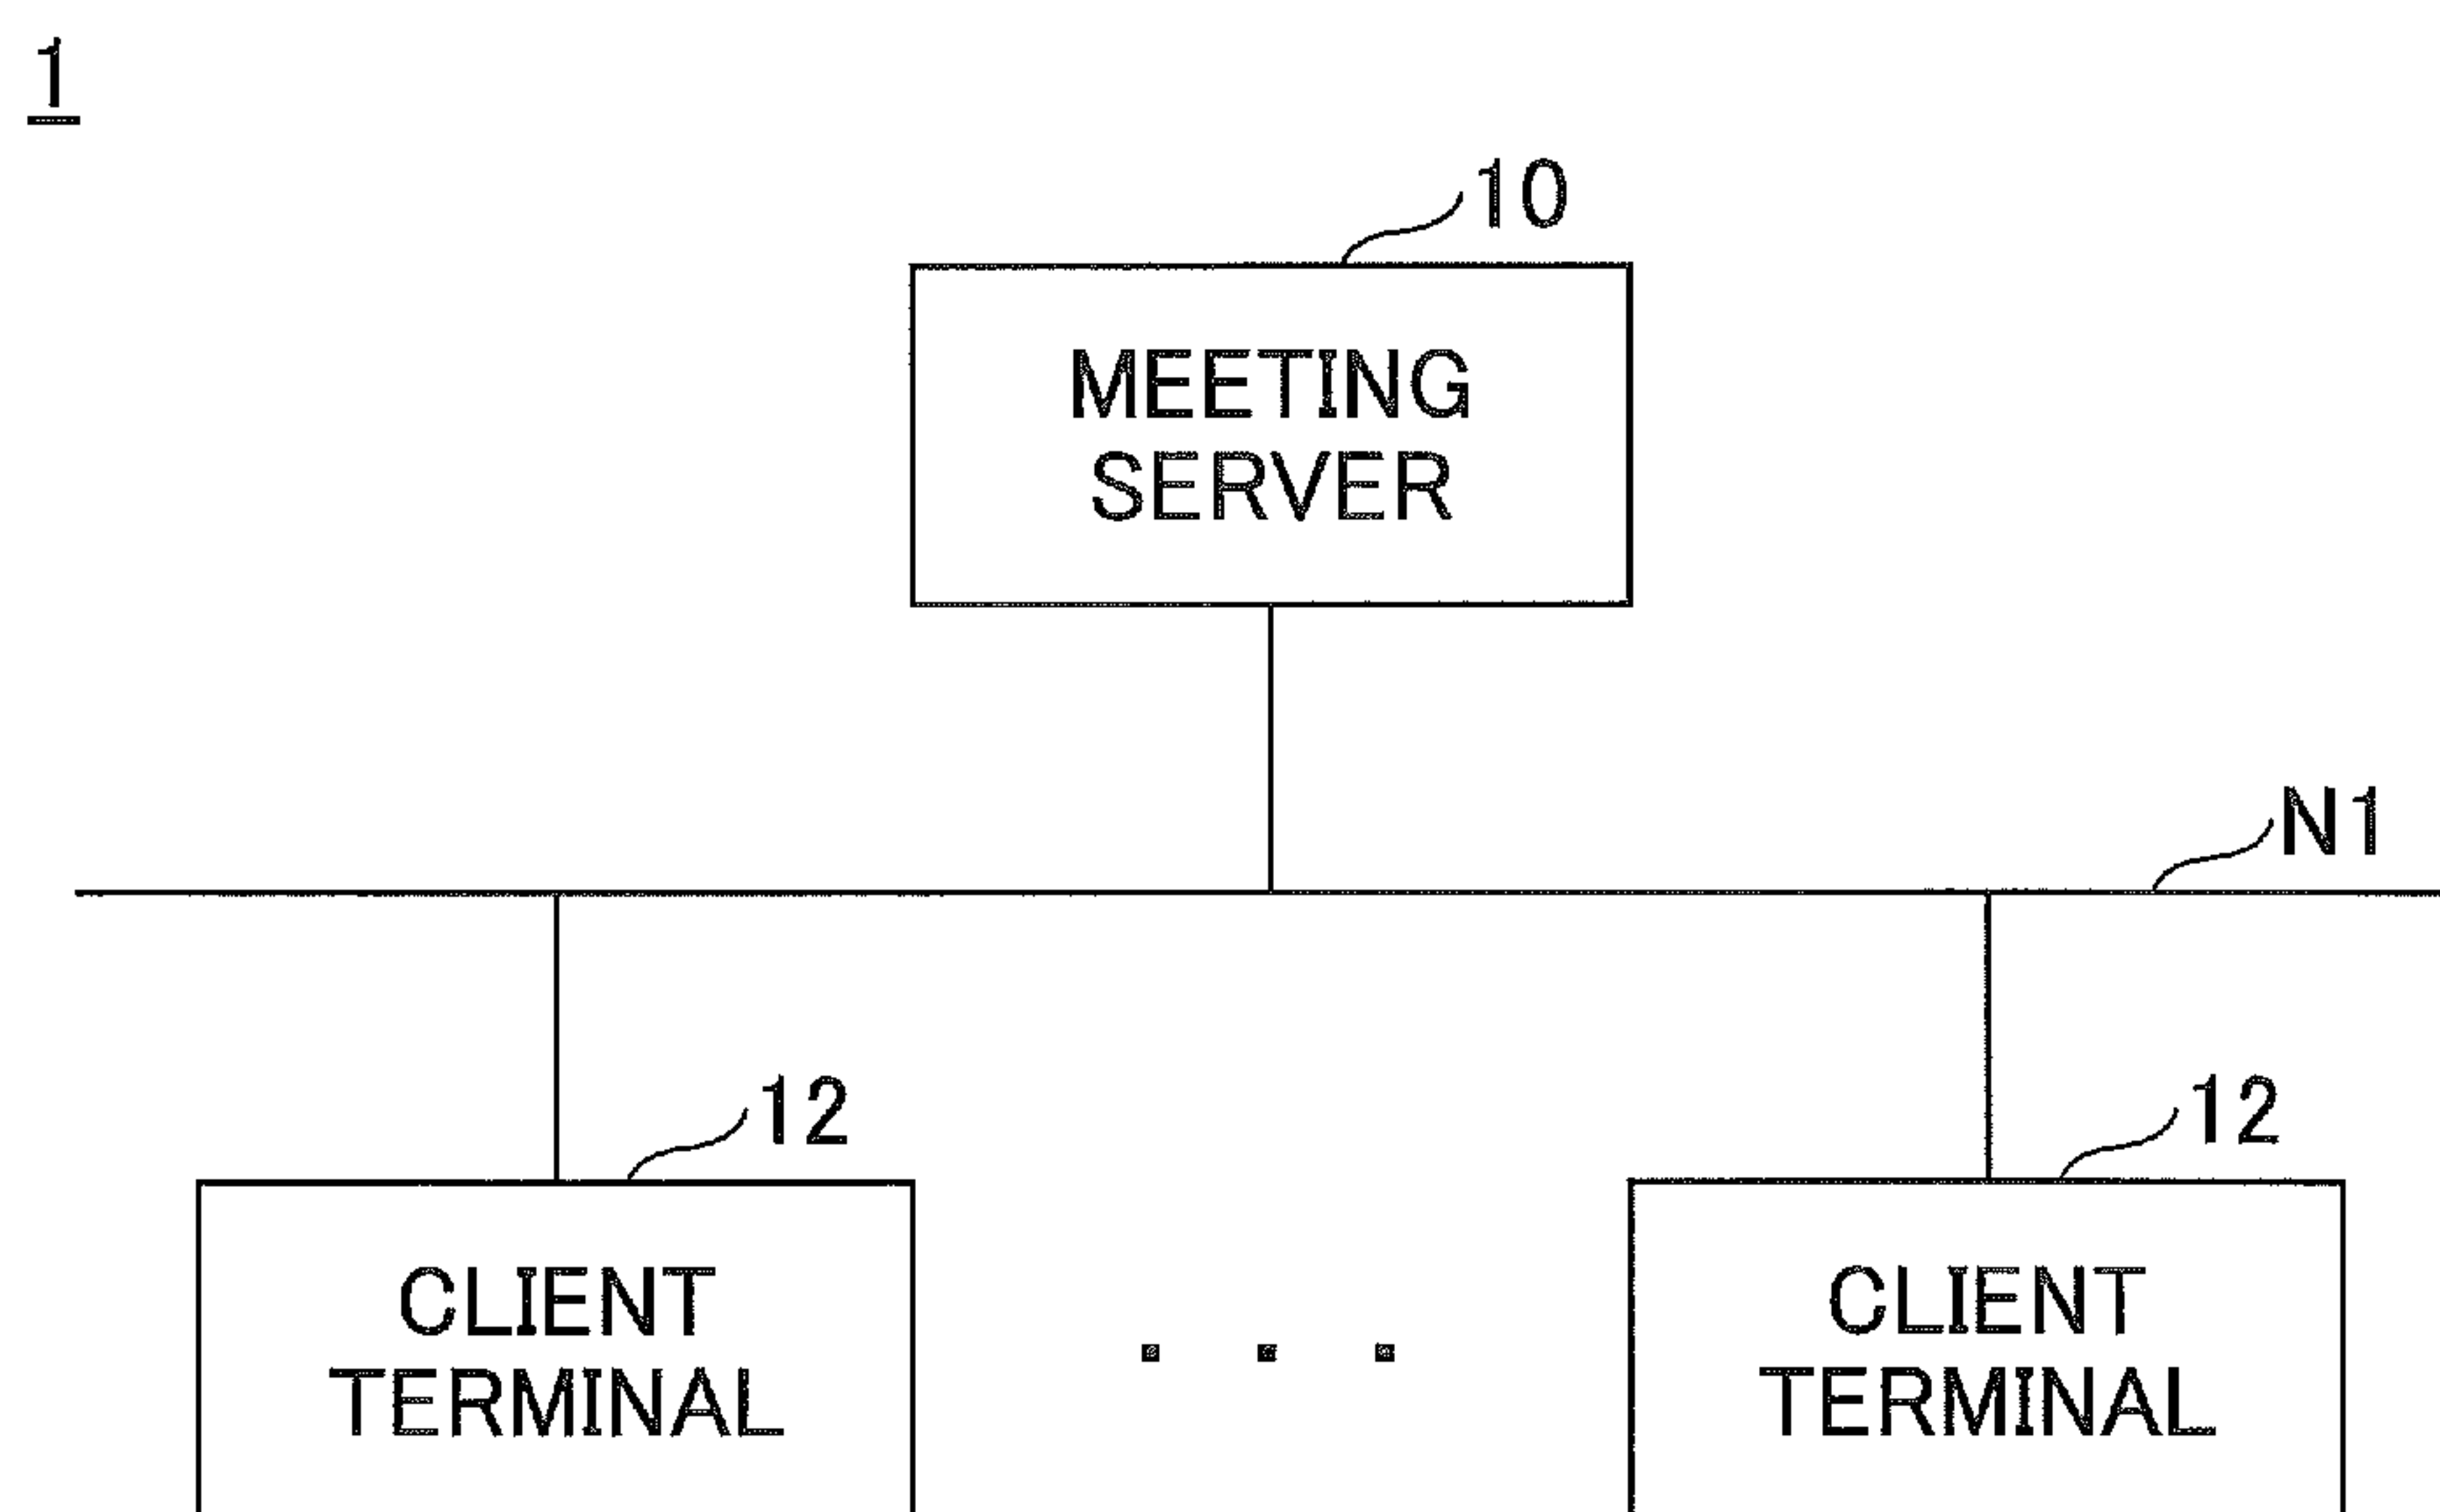 1
10
MEETING
SERVER
N1
12
12
CLIENT
TERMINAL
CLIENT
TERMINAL